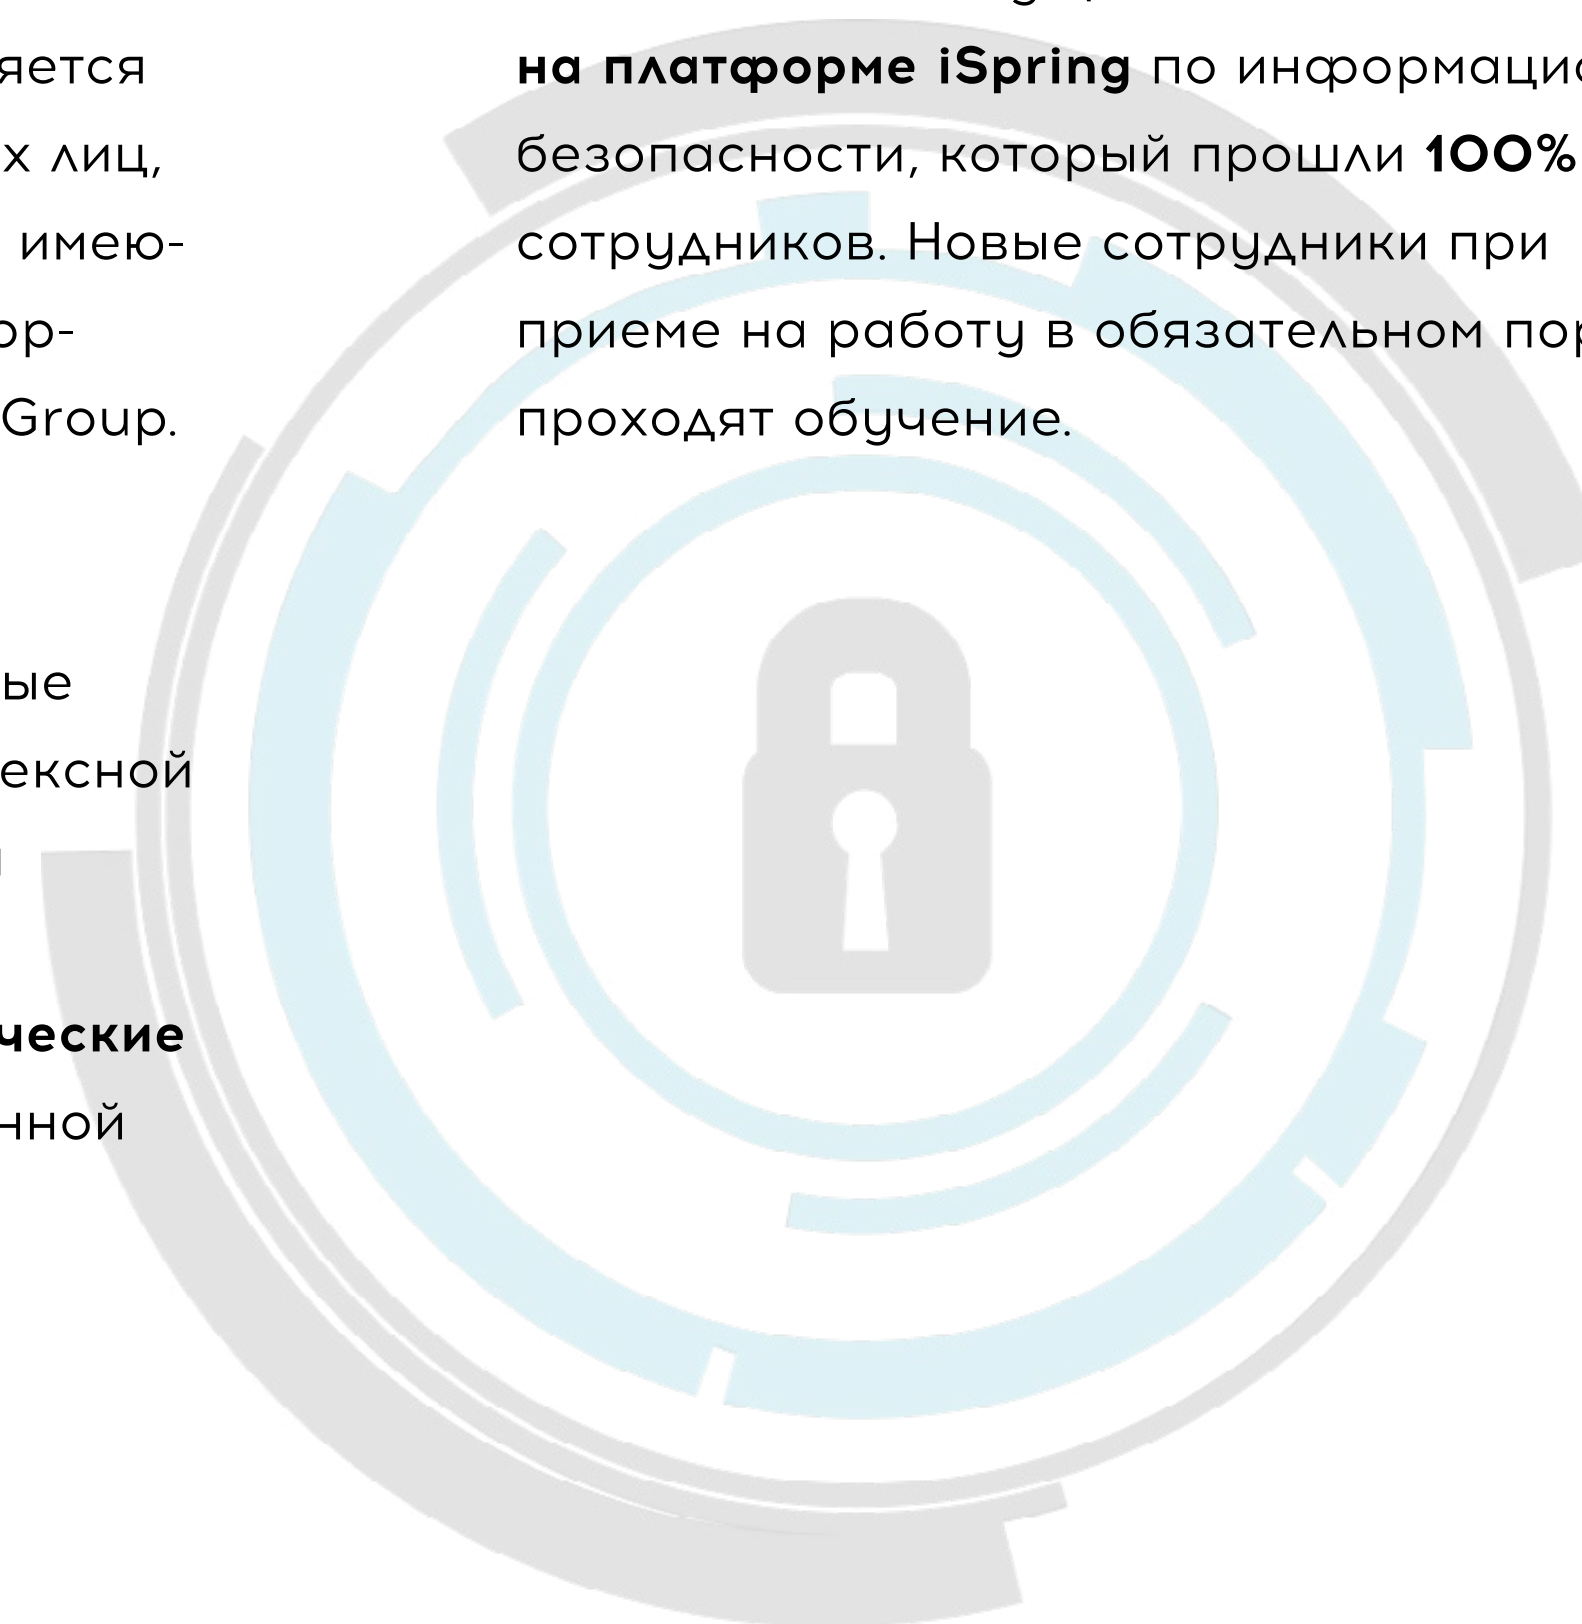 яется
х лиц,
имею-
ор-
Group.
ые
ексной
ческие
нной
на платформе iSpring по информацио
безопасности, который прошли 100%
сотрудников. Новые сотрудники при
приеме на работу в обязательном пор
проходят обучение.